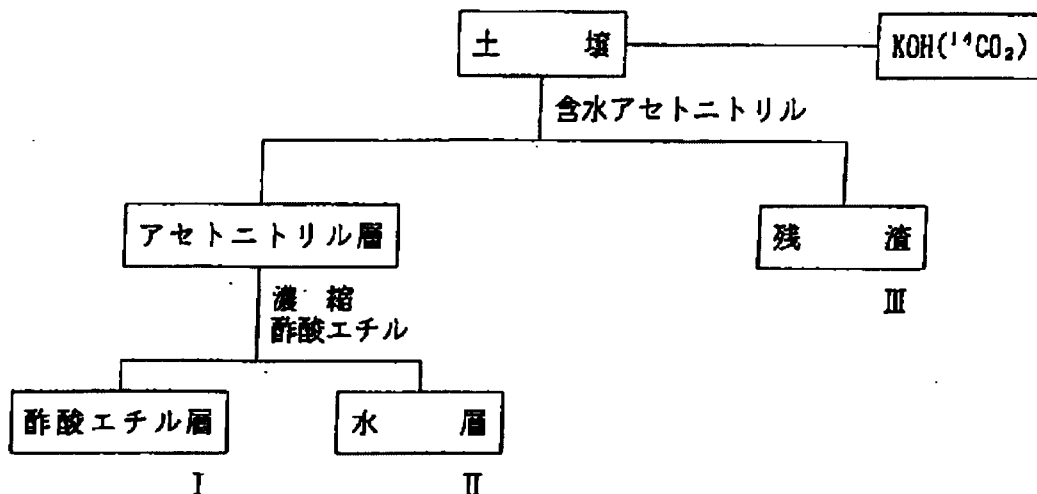 土 壌
KOH(¹⁴CO₂)
含水アセトニトリル
アセトニトリル層
残 渣
Ⅲ
濃 縮
酢酸エチル
酢酸エチル層
水 層
Ⅰ
Ⅱ